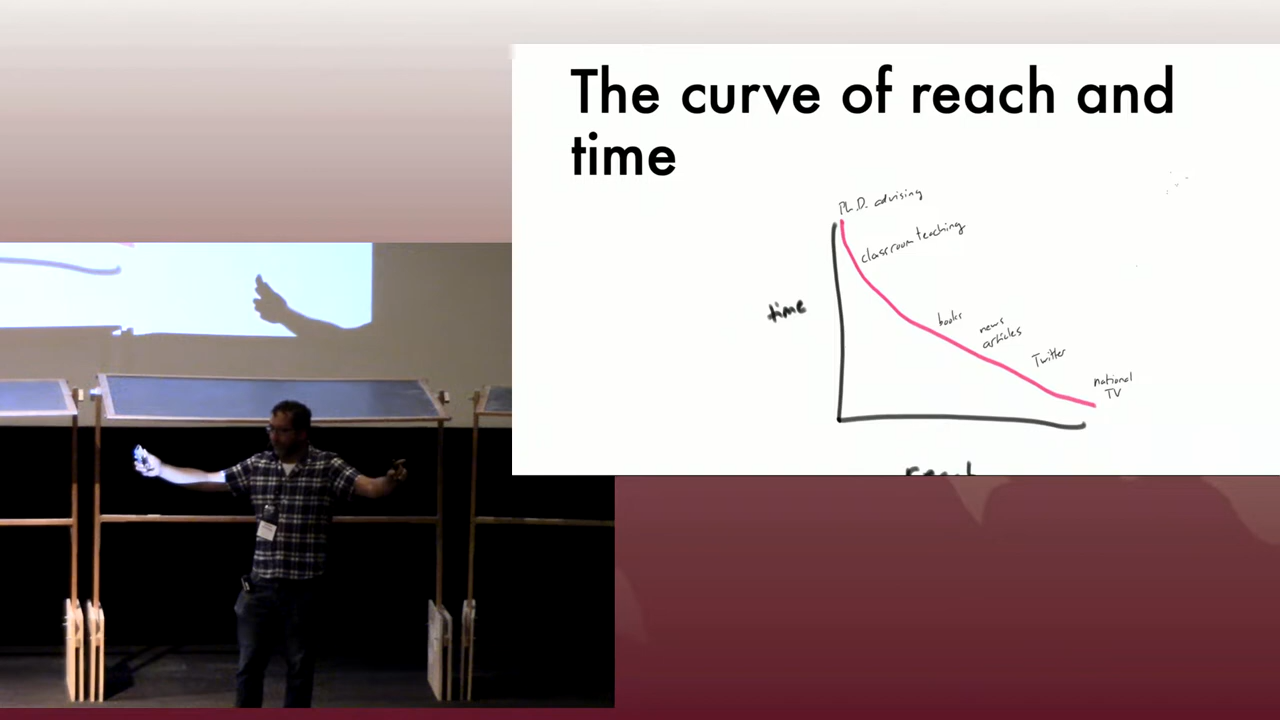 The curve of reach and
time
Ph.D. advising
classroom teaching
time
books
news
articles
Twitter
national
TV